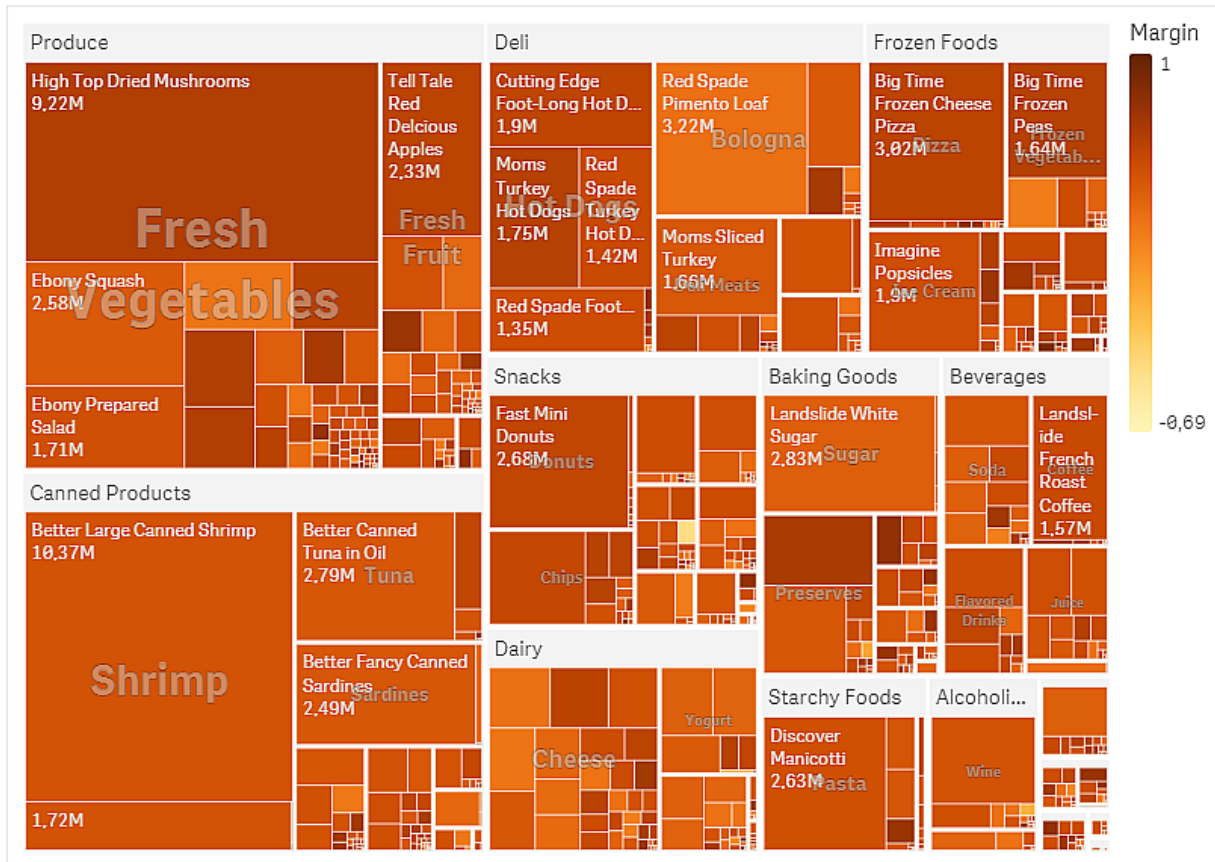 Produce
High Top Dried Mushrooms
9,22M
Fresh
Vegetables
Tell Tale
Red
Delcious
Apples
2,33M
Fresh
Fruit
Ebony Squash
2,58M
Ebony Prepared
Salad
1,71M
Deli
Cutting Edge
Foot-Long Hot D...
1,9M
Moms
Turkey
Hot Dogs
1,75M
Red
Spade
Turkey
Hot D...
1,42M
Hot Dogs
Red Spade Foot...
1,35M
Red Spade
Pimento Loaf
3,22M
Bologna
Moms Sliced
Turkey
1,66M
Deli Meats
Frozen Foods
Big Time
Frozen Cheese
Pizza
3,02M
Pizza
Big Time
Frozen
Peas
1,64M
Frozen
Vegetab...
Imagine
Popsicles
1,9M
Ice Cream
Margin
1
-0,69
Canned Products
Better Large Canned Shrimp
10,37M
Shrimp
1,72M
Better Canned
Tuna in Oil
2,79M
Tuna
Better Fancy Canned
Sardines
2,49M
Sardines
Snacks
Fast Mini
Donuts
2,68M
Donuts
Chips
Baking Goods
Landslide White
Sugar
2,83M
Sugar
Preserves
Beverages
Soda
Landsl-
ide
French
Roast
Coffee
1,57M
Coffee
Flavored
Drinks
Juice
Dairy
Cheese
Yogurt
Starchy Foods
Discover
Manicotti
2,63M
Pasta
Alcoholi...
Wine